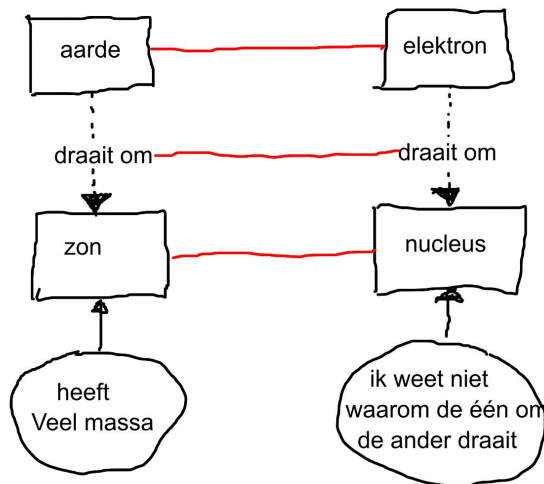 aarde
elektron
draait om
draait om
zon
nucleus
heeft
Veel massa
ik weet niet
waarom de één om
de ander draait